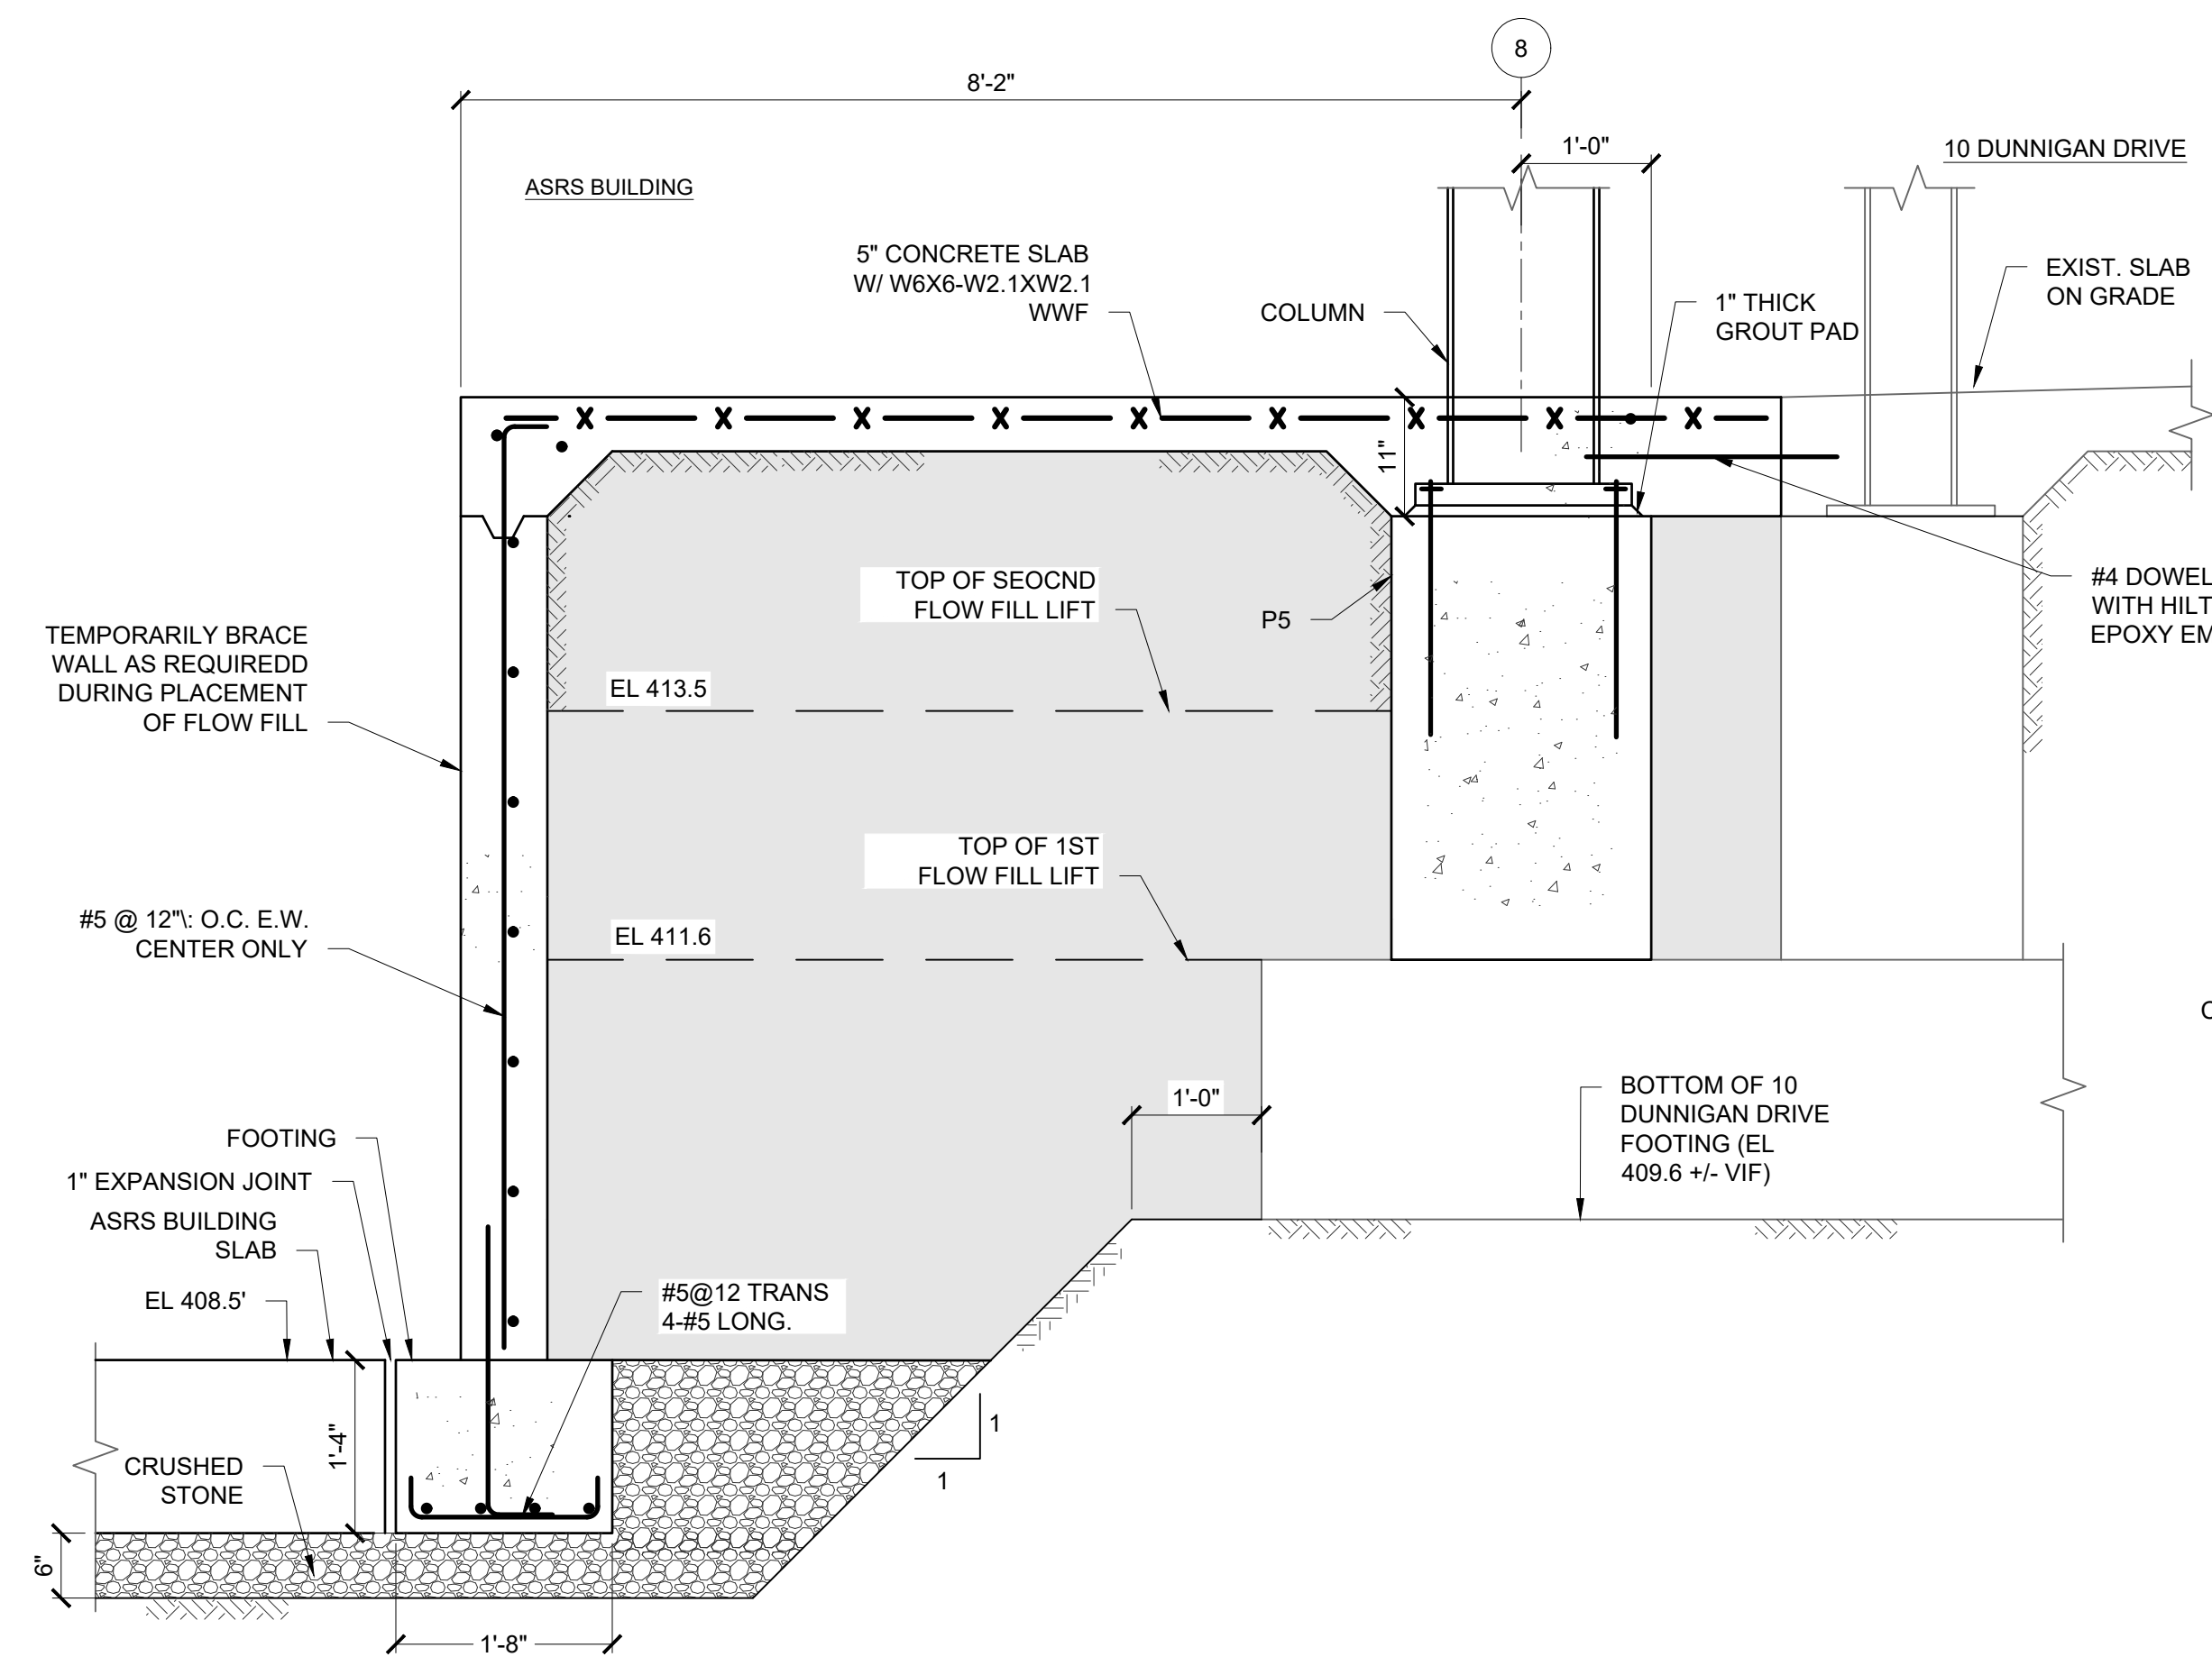 8
8'-2"
1'-0"
10 DUNNIGAN DRIVE
ASRS BUILDING
5" CONCRETE SLAB
W/ W6X6-W2.1XW2.1
WWF
COLUMN
1" THICK
GROUT PAD
EXIST. SLAB
ON GRADE
11"
TOP OF SEOCND
FLOW FILL LIFT
P5
#4 DOWEL
WITH HILT
EPOXY EM
TEMPORARILY BRACE
WALL AS REQUIREDD
DURING PLACEMENT
OF FLOW FILL
EL 413.5
TOP OF 1ST
FLOW FILL LIFT
#5 @ 12"\: O.C. E.W.
CENTER ONLY
EL 411.6
1'-0"
BOTTOM OF 10
DUNNIGAN DRIVE
FOOTING (EL
409.6 +/- VIF)
FOOTING
1" EXPANSION JOINT
ASRS BUILDING
SLAB
EL 408.5'
#5@12 TRANS
4-#5 LONG.
1'-4"
1
1
CRUSHED
STONE
6"
1'-8"